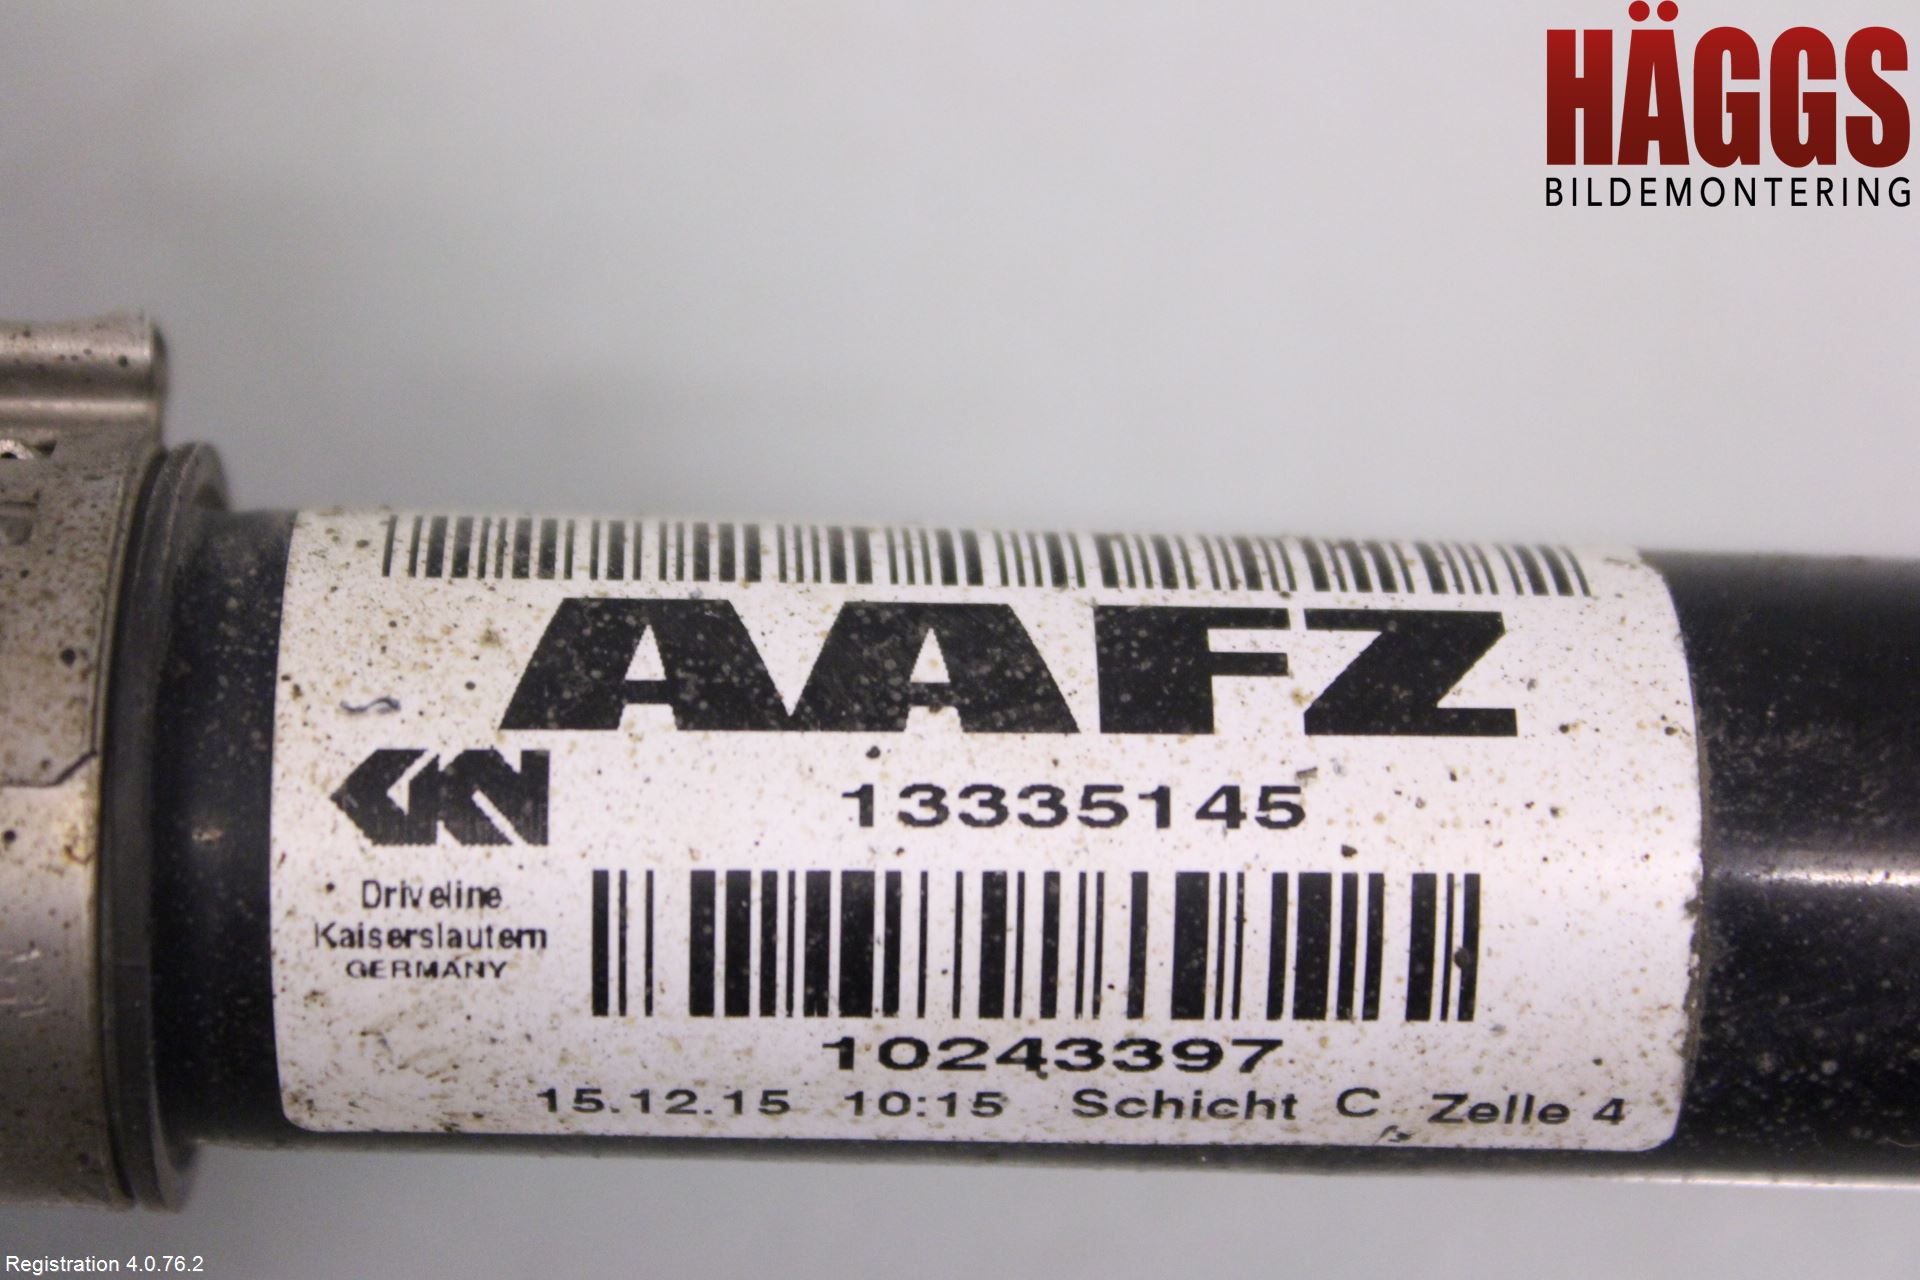 HÄGGS
BILDEMONTERING
AAFZ
GKN
13335145
Driveline
Kaiserslautern
GERMANY
10243397
15.12.15 10:15 Schicht C Zelle 4
Registration 4.0.76.2